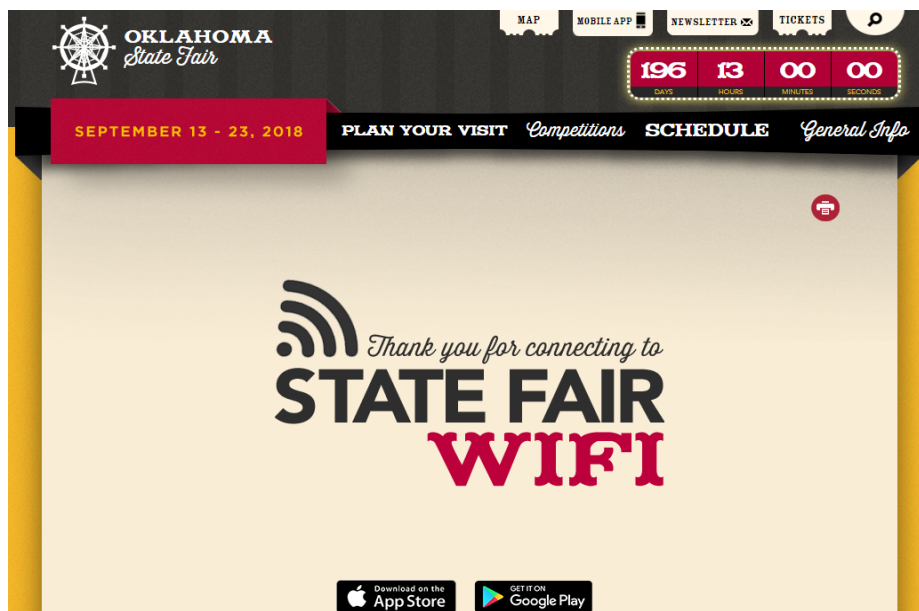 OKLAHOMA
State Fair
MAP
MOBILE APP
NEWSLETTER
TICKETS
196 13 00 00
DAYS HOURS MINUTES SECONDS
SEPTEMBER 13 - 23, 2018
PLAN YOUR VISIT Competitions SCHEDULE General Info
Thank you for connecting to
STATE FAIR
WIFI
Download on the
App Store
GET IT ON
Google Play